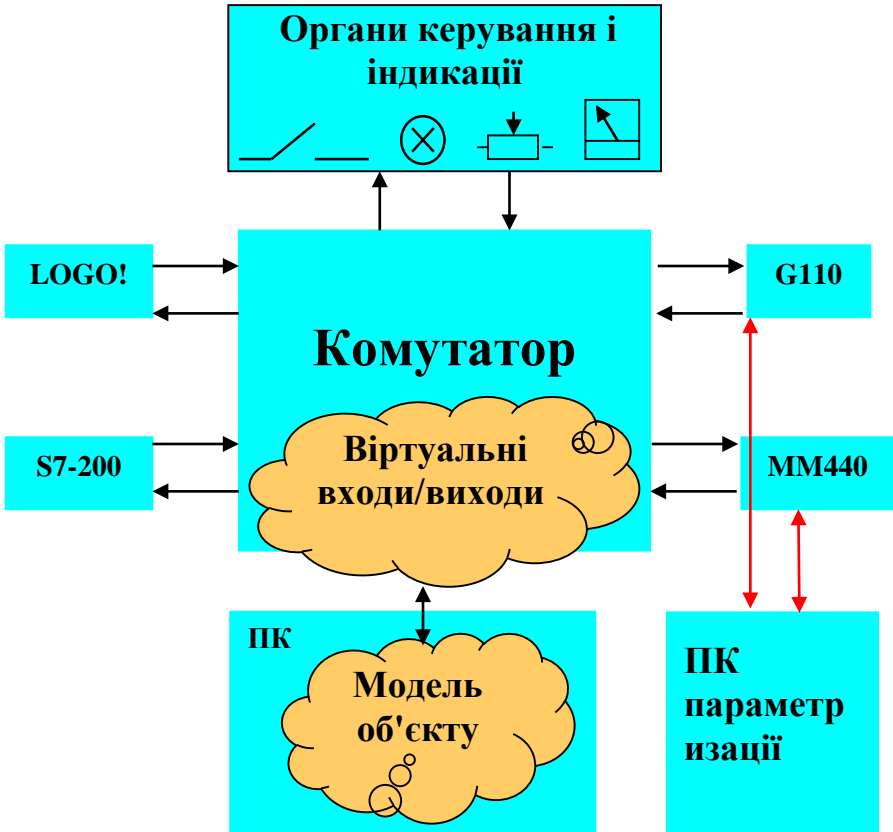 Органи керування і
індикації
LOGO!
G110
Комутатор
S7-200
Віртуальні
входи/виходи
MM440
ПК
Модель
об'єкту
ПК
параметр
изації